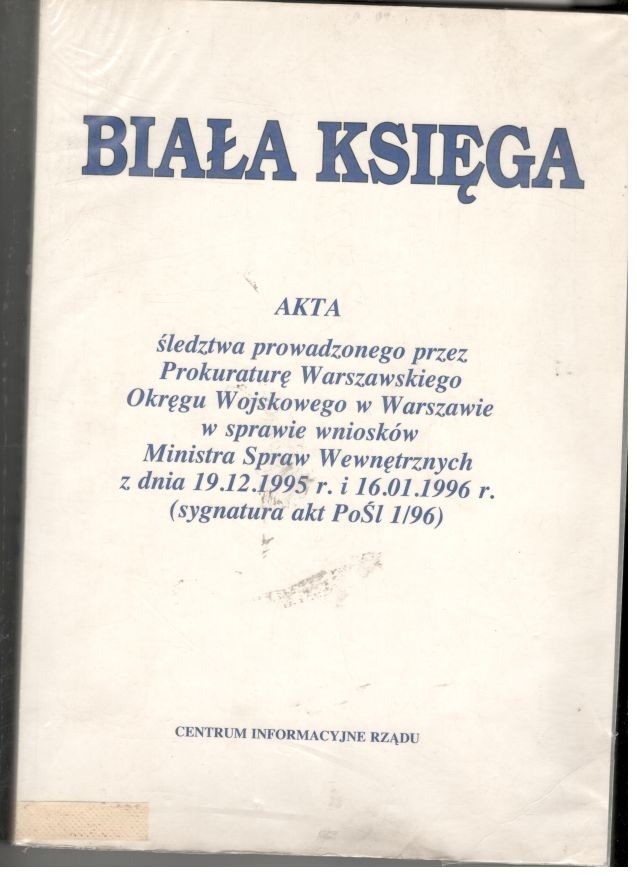 BIAŁA KSIĘGA
AKTA
śledztwa prowadzonego przez
Prokuraturę Warszawskiego
Okręgu Wojskowego w Warszawie
w sprawie wniosków
Ministra Spraw Wewnętrznych
z dnia 19.12.1995 r. i 16.01.1996 r.
(sygnatura akt PoŚl 1/96)
CENTRUM INFORMACYJNE RZĄDU